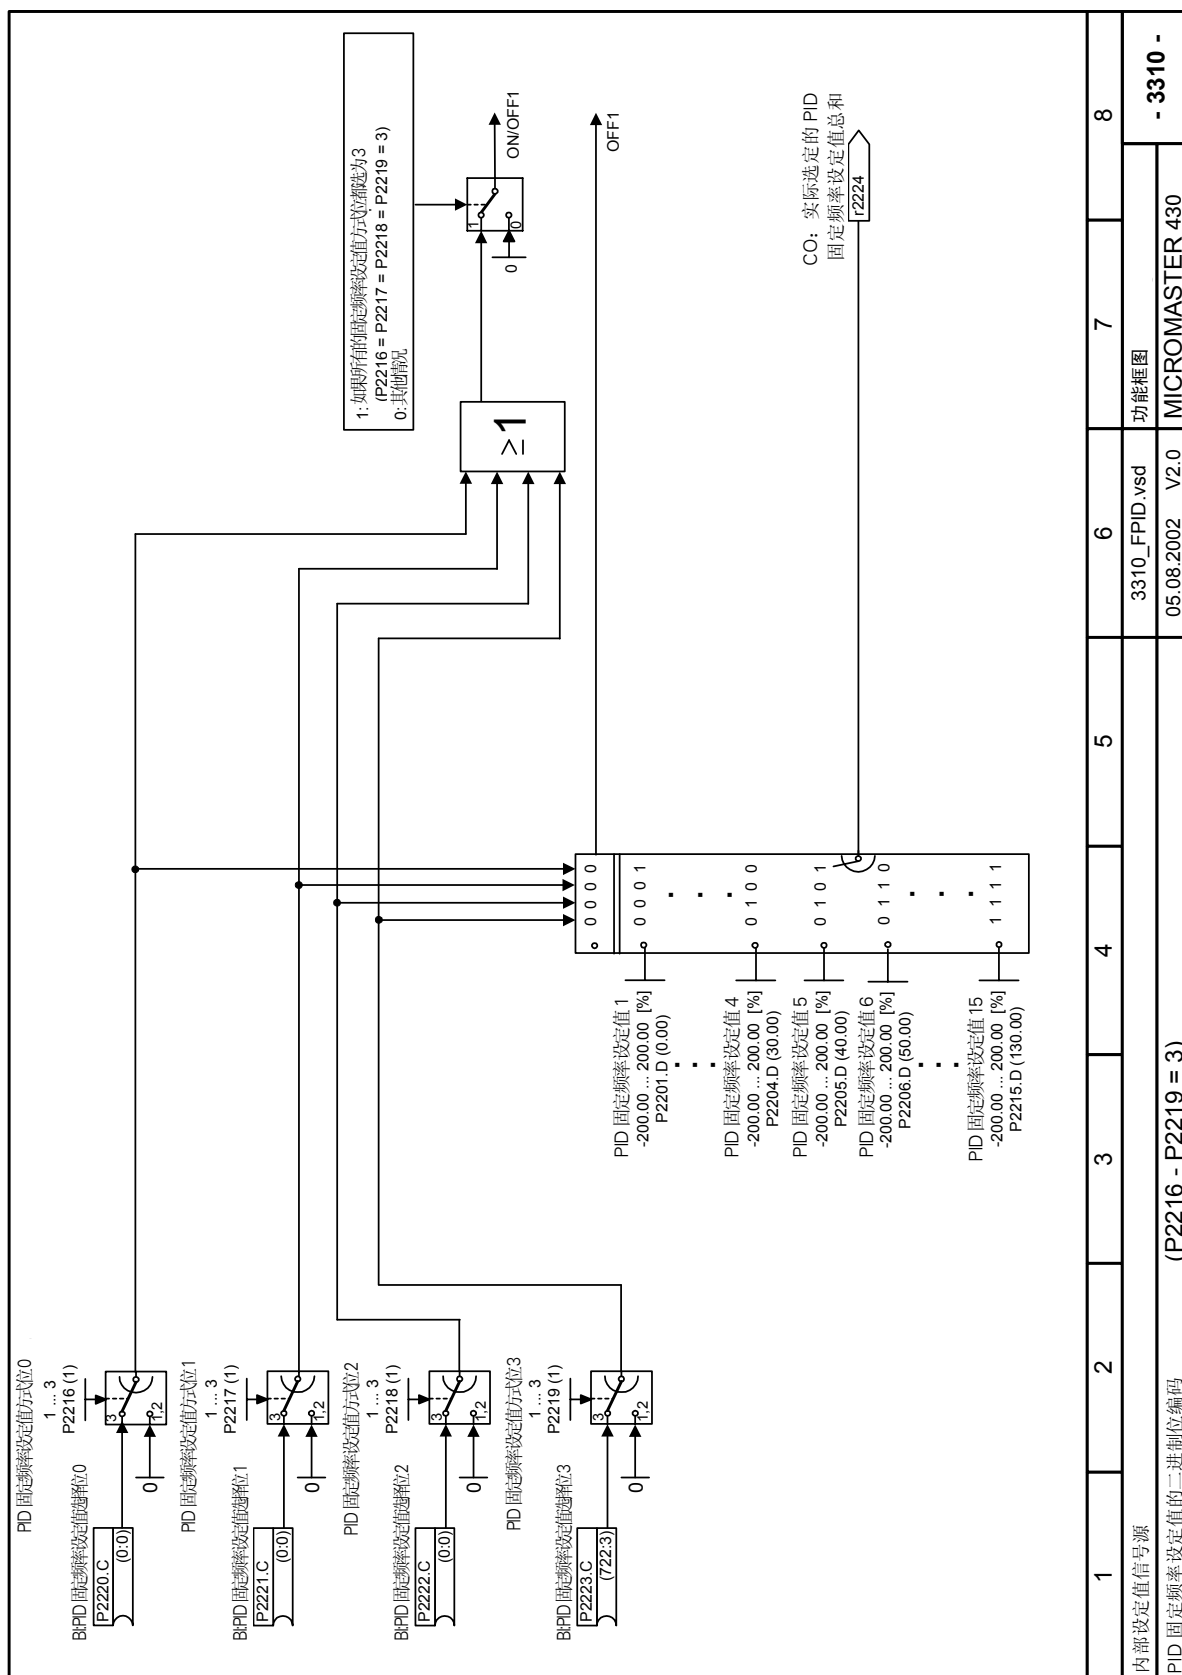 PID 固定频率设定值方式位0
1 ... 3
P2216 (1)
BI:PID 固定频率设定值选择位0
P2220.C
(0:0)
3
1,2
0
PID 固定频率设定值方式位1
1 ... 3
P2217 (1)
BI:PID 固定频率设定值选择位1
P2221.C
(0:0)
3
1,2
0
PID 固定频率设定值方式位2
1 ... 3
P2218 (1)
BI:PID 固定频率设定值选择位2
P2222.C
(0:0)
3
1,2
0
PID 固定频率设定值方式位3
1 ... 3
P2219 (1)
BI:PID 固定频率设定值选择位3
P2223.C
(722:3)
3
1,2
0
1: 如果所有的固定频率设定值方式位都选为3
(P2216 = P2217 = P2218 = P2219 = 3)
0: 其他情况
≥1
1
0
0
ON/OFF1
OFF1
0 0 0 0
0 0 0 1
. . .
0 1 0 0
0 1 0 1
0 1 1 0
. . .
1 1 1 1
PID 固定频率设定值 1
-200.00 ... 200.00 [%]
P2201.D (0.00)
. . .
PID 固定频率设定值 4
-200.00 ... 200.00 [%]
P2204.D (30.00)
PID 固定频率设定值 5
-200.00 ... 200.00 [%]
P2205.D (40.00)
PID 固定频率设定值 6
-200.00 ... 200.00 [%]
P2206.D (50.00)
. . .
PID 固定频率设定值 15
-200.00 ... 200.00 [%]
P2215.D (130.00)
CO: 实际选定的 PID
固定频率设定值总和
r2224
1 2 3 4 5 6 7 8
内部设定值信号源
3310_FPID.vsd
功能框图
- 3310 -
PID 固定频率设定值的二进制位编码
(P2216 - P2219 = 3)
05.08.2002 V2.0
MICROMASTER 430